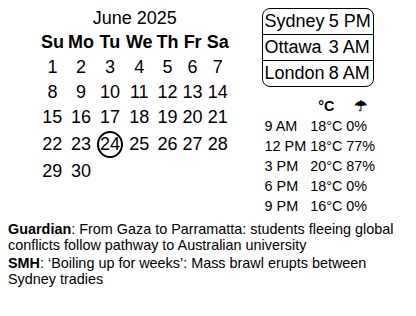 June 2025
Su Mo Tu We Th Fr Sa
1 2 3 4 5 6 7
8 9 10 11 12 13 14
15 16 17 18 19 20 21
22 23 24 25 26 27 28
29 30
Sydney 5 PM
Ottawa 3 AM
London 8 AM
°C ☂
9 AM 18°C 0%
12 PM 18°C 77%
3 PM 20°C 87%
6 PM 18°C 0%
9 PM 16°C 0%
Guardian: From Gaza to Parramatta: students fleeing global
conflicts follow pathway to Australian university
SMH: ‘Boiling up for weeks’: Mass brawl erupts between
Sydney tradies